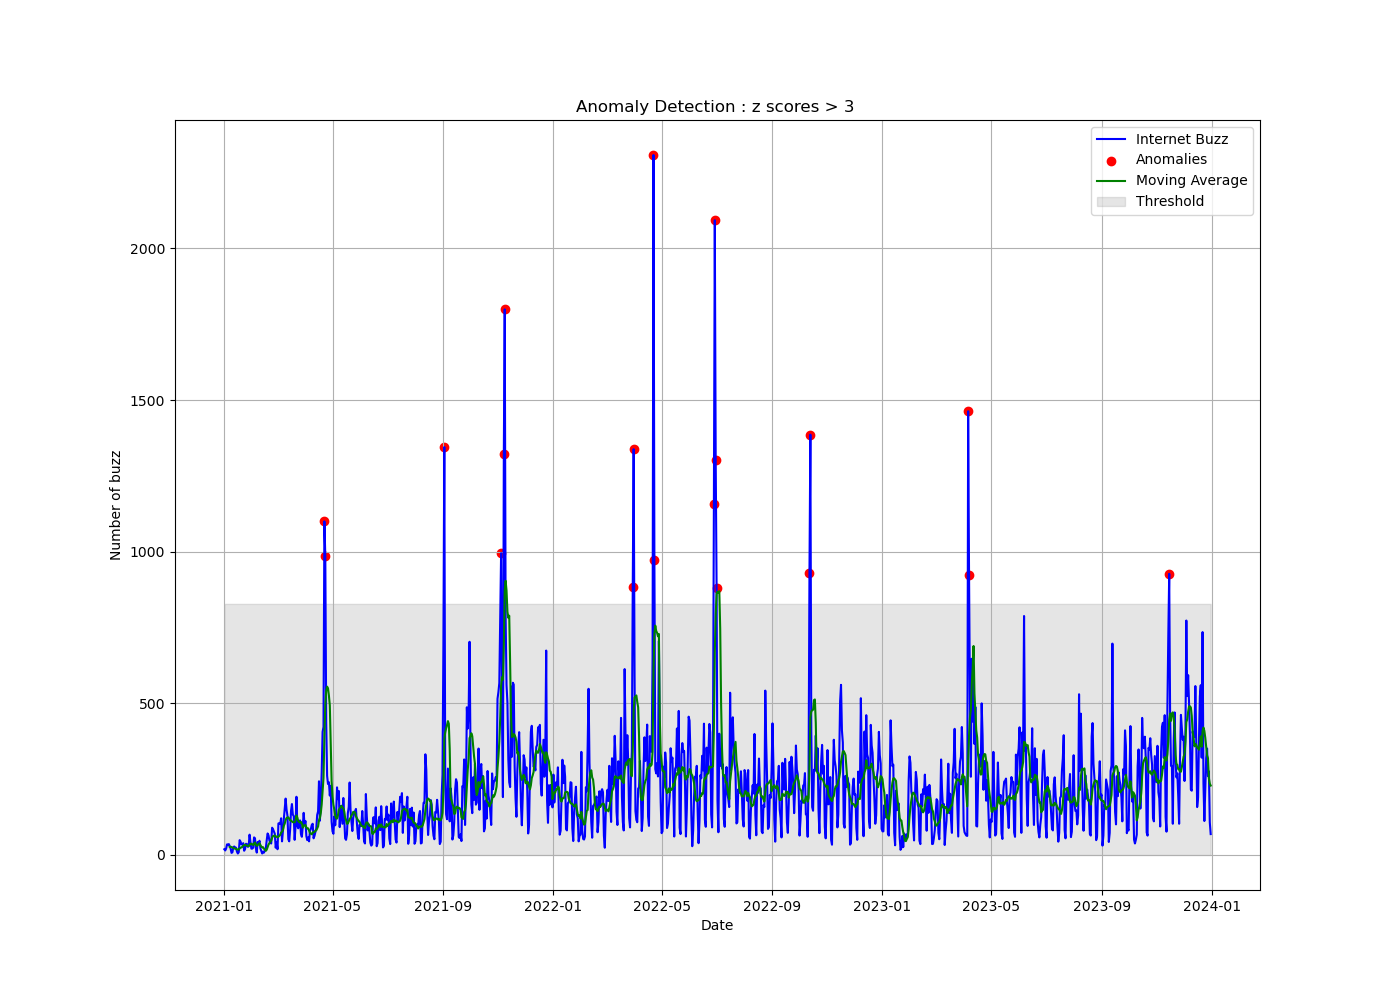 Anomaly Detection : z scores > 3
Internet Buzz
Anomalies
Moving Average
Threshold
Number of buzz
2000
1500
1000
500
0
2021-01 2021-05 2021-09 2022-01 2022-05 2022-09 2023-01 2023-05 2023-09 2024-01
Date